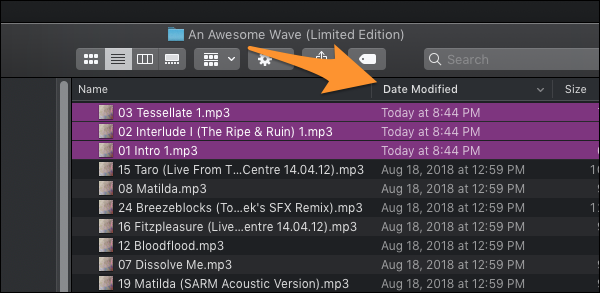 An Awesome Wave (Limited Edition)
Search
Name Date Modified Size
03 Tessellate 1.mp3 Today at 8:44 PM
02 Interlude I (The Ripe & Ruin) 1.mp3 Today at 8:44 PM
01 Intro 1.mp3 Today at 8:44 PM
15 Taro (Live From T...Centre 14.04.12).mp3 Aug 18, 2018 at 12:59 PM
08 Matilda.mp3 Aug 18, 2018 at 12:59 PM
24 Breezeblocks (To...ek's SFX Remix).mp3 Aug 18, 2018 at 12:59 PM
16 Fitzpleasure (Live...entre 14.04.12).mp3 Aug 18, 2018 at 12:59 PM
12 Bloodflood.mp3 Aug 18, 2018 at 12:59 PM
07 Dissolve Me.mp3 Aug 18, 2018 at 12:59 PM
19 Matilda (SARM Acoustic Version).mp3 Aug 18, 2018 at 12:59 PM